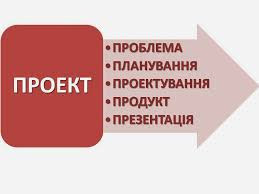 ПРОЕКТ
• ПРОБЛЕМА
• ПЛАНУВАННЯ
• ПРОЕКТУВАННЯ
• ПРОДУКТ
• ПРЕЗЕНТАЦІЯ